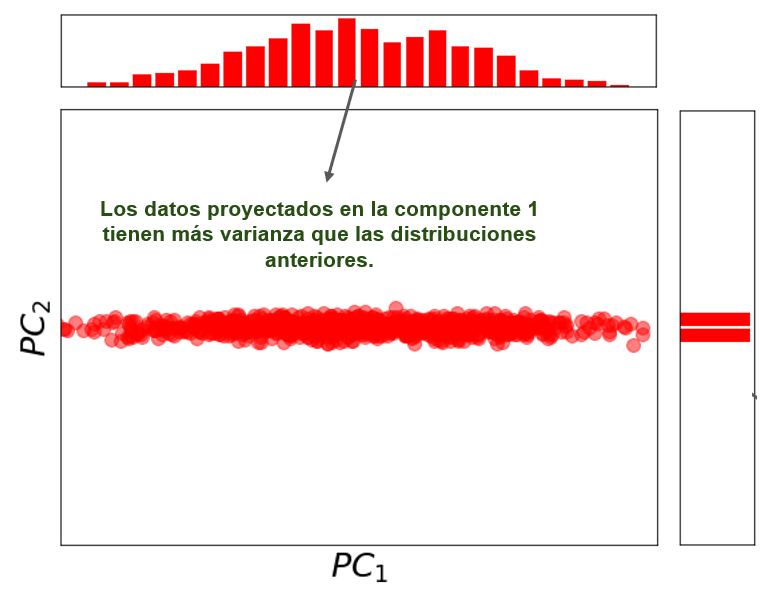 Los datos proyectados en la componente 1
tienen más varianza que las distribuciones
anteriores.
PC₂
PC₁